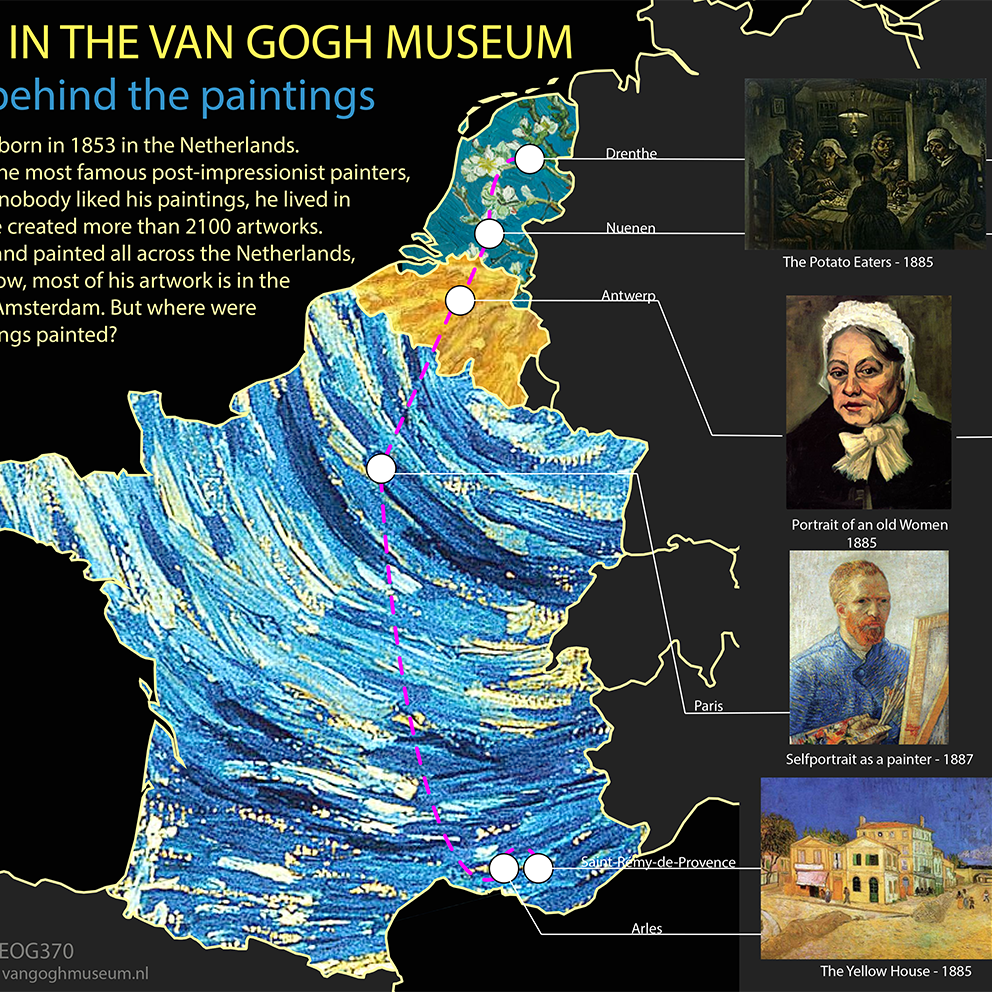 IN THE VAN GOGH MUSEUM
behind the paintings
born in 1853 in the Netherlands.
he most famous post-impressionist painters,
nobody liked his paintings, he lived in
e created more than 2100 artworks.
and painted all across the Netherlands,
ow, most of his artwork is in the
Amsterdam. But where were
ngs painted?
Drenthe
Nuenen
The Potato Eaters - 1885
Antwerp
Portrait of an old Women
1885
Paris
Selfportrait as a painter - 1887
Saint-Rémy-de-Provence
Arles
The Yellow House - 1885
EOG370
vangoghmuseum.nl